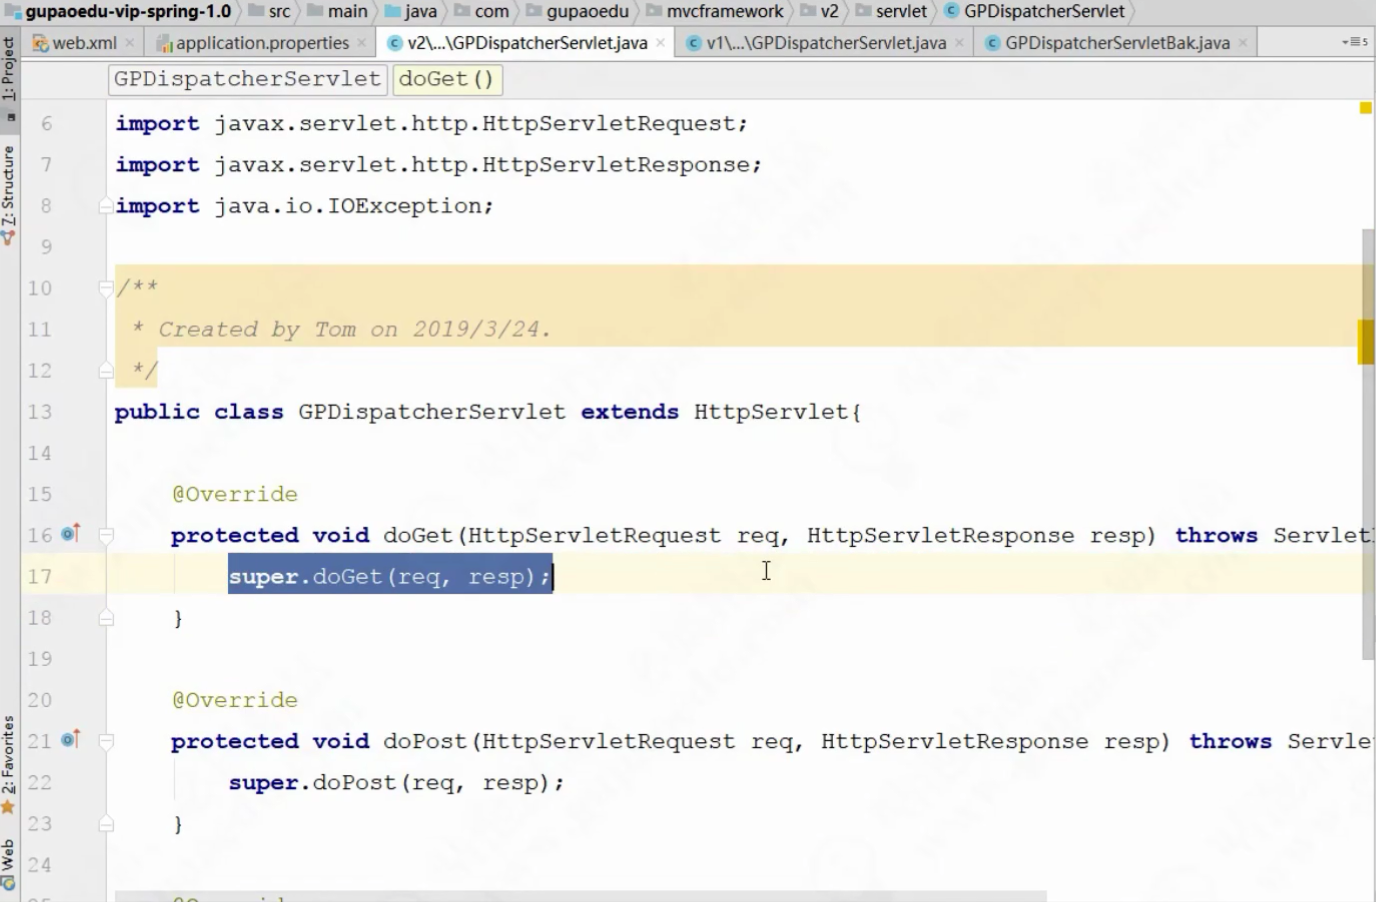 gupaoedu-vip-spring-1.0 src main java com gupaoedu mvcframework v2 servlet GPDispatcherServlet
web.xml application.properties v2\...\GPDispatcherServlet.java v1\...\GPDispatcherServlet.java GPDispatcherServletBak.java 5
GPDispatcherServlet doGet()
1: Project
7: Structure
2: Favorites
Web
6 import javax.servlet.http.HttpServletRequest;
7 import javax.servlet.http.HttpServletResponse;
8 import java.io.IOException;
9
10 /**
11 * Created by Tom on 2019/3/24.
12 */
13 public class GPDispatcherServlet extends HttpServlet{
14
15 @Override
16 protected void doGet(HttpServletRequest req, HttpServletResponse resp) throws Servlet
17 super.doGet(req, resp);
18 }
19
20 @Override
21 protected void doPost(HttpServletRequest req, HttpServletResponse resp) throws Servle
22 super.doPost(req, resp);
23 }
24